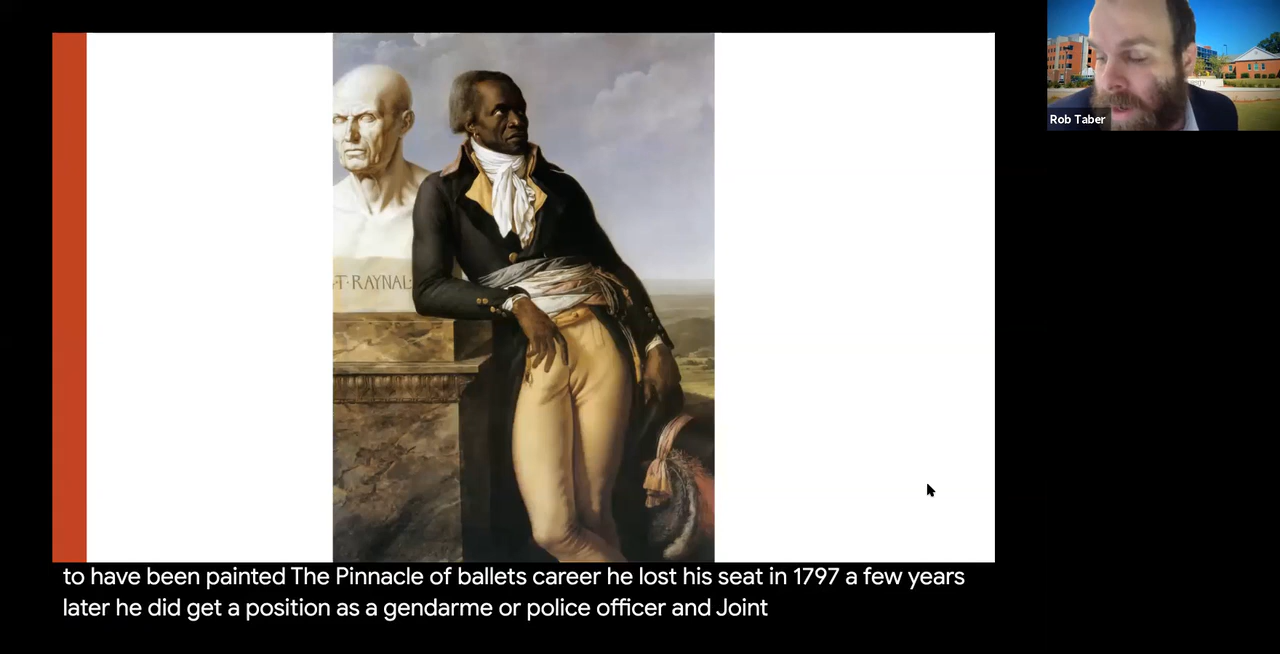 T·RAYNAL·
Rob Taber
to have been painted The Pinnacle of ballets career he lost his seat in 1797 a few years
later he did get a position as a gendarme or police officer and Joint